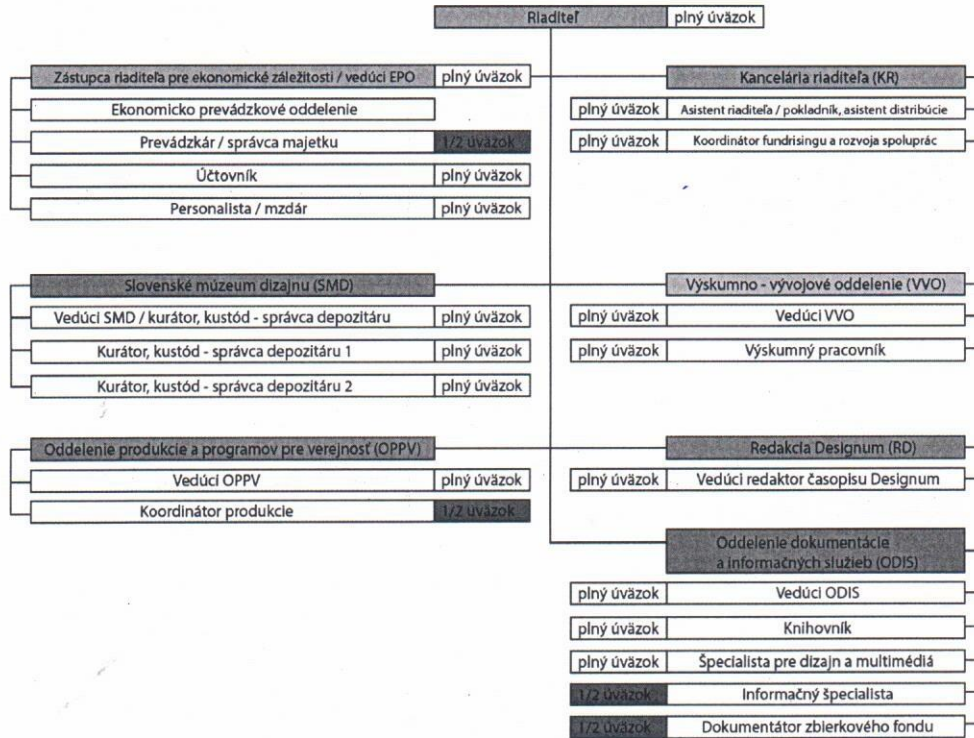 Riaditeľ plný úväzok
Zástupca riaditeľa pre ekonomické záležitosti / vedúci EPO plný úväzok
Ekonomicko prevádzkové oddelenie
Prevádzkár / správca majetku 1/2 úväzok
Účtovník plný úväzok
Personalista / mzdár plný úväzok
Kancelária riaditeľa (KR)
plný úväzok Asistent riaditeľa / pokladník, asistent distribúcie
plný úväzok Koordinátor fundrisingu a rozvoja spoluprác
Slovenské múzeum dizajnu (SMD)
Vedúci SMD / kurátor, kustód - správca depozitáru plný úväzok
Kurátor, kustód - správca depozitáru 1 plný úväzok
Kurátor, kustód - správca depozitáru 2 plný úväzok
Výskumno - vývojové oddelenie (VVO)
plný úväzok Vedúci VVO
plný úväzok Výskumný pracovník
Oddelenie produkcie a programov pre verejnosť (OPPV)
Vedúci OPPV plný úväzok
Koordinátor produkcie 1/2 úväzok
Redakcia Designum (RD)
plný úväzok Vedúci redaktor časopisu Designum
Oddelenie dokumentácie
a informačných služieb (ODIS)
plný úväzok Vedúci ODIS
plný úväzok Knihovník
plný úväzok Špecialista pre dizajn a multimédiá
1/2 úväzok Informačný špecialista
1/2 úväzok Dokumentátor zbierkového fondu